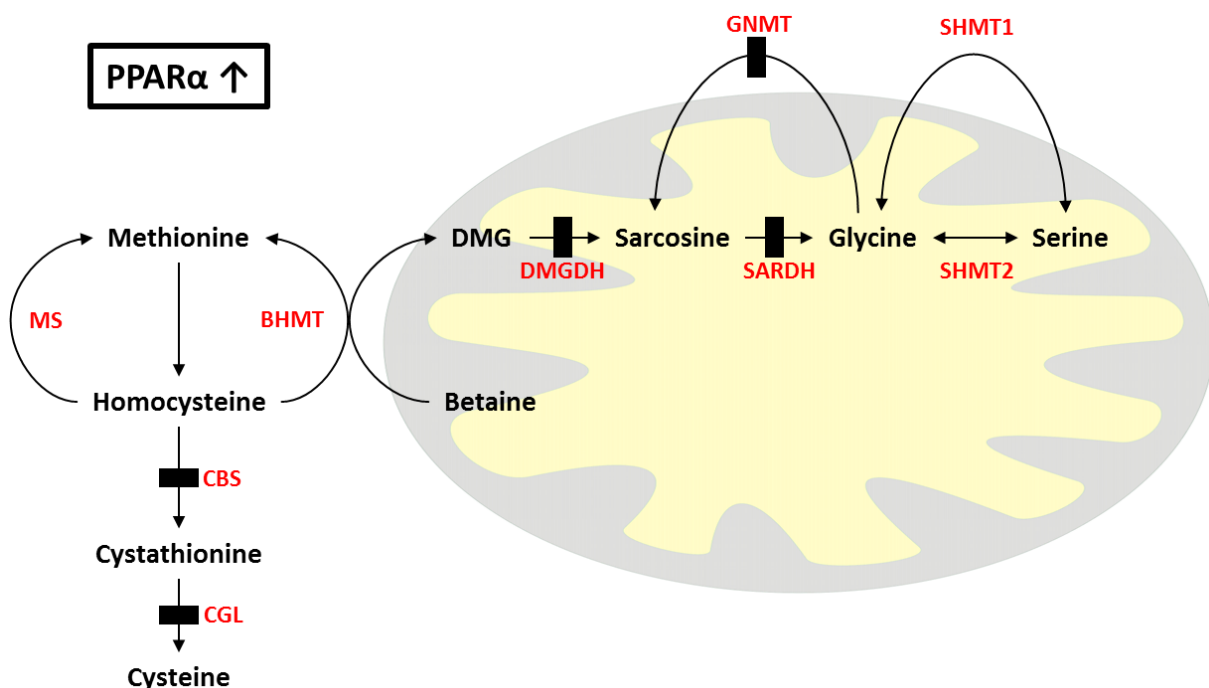 GNMT
SHMT1
PPARα ↑
Methionine
DMG
Sarcosine
Glycine
Serine
DMGDH
SARDH
SHMT2
MS
BHMT
Homocysteine
Betaine
CBS
Cystathionine
CGL
Cysteine